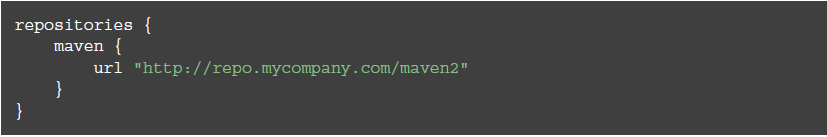 repositories {
    maven {
        url "http://repo.mycompany.com/maven2"
    }
}